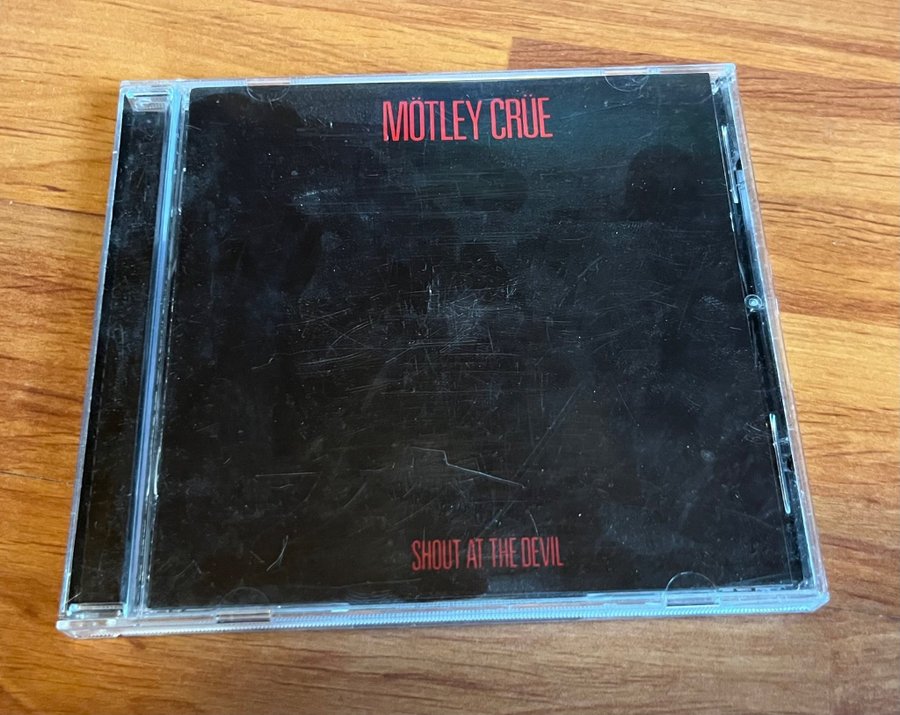 MÖTLEY CRÜE
SHOUT AT THE DEVIL